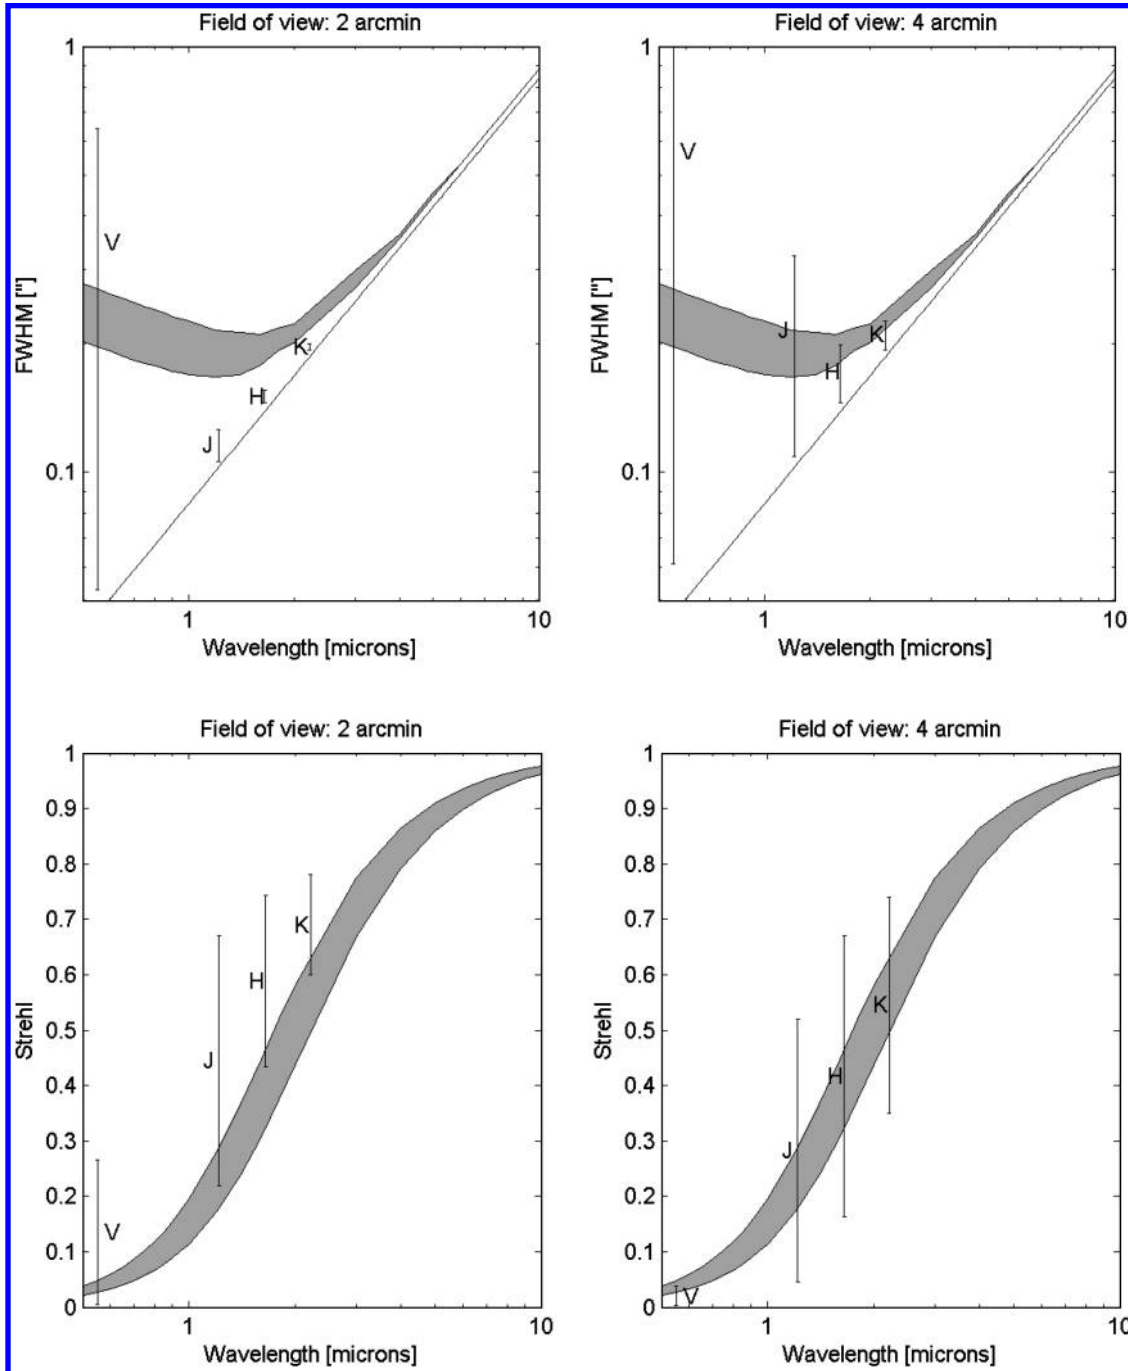 Field of view: 2 arcmin
1
V
FWHM ["]
K
H
J
0.1
1
10
Wavelength [microns]
Field of view: 4 arcmin
1
V
FWHM ["]
J
K
H
0.1
1
10
Wavelength [microns]
Field of view: 2 arcmin
1
0.9
0.8
0.7
K
0.6
H
0.5
Strehl
J
0.4
0.3
0.2
V
0.1
0
1
10
Wavelength [microns]
Field of view: 4 arcmin
1
0.9
0.8
0.7
0.6
K
0.5
Strehl
H
0.4
0.3
J
0.2
0.1
V
0
1
10
Wavelength [microns]